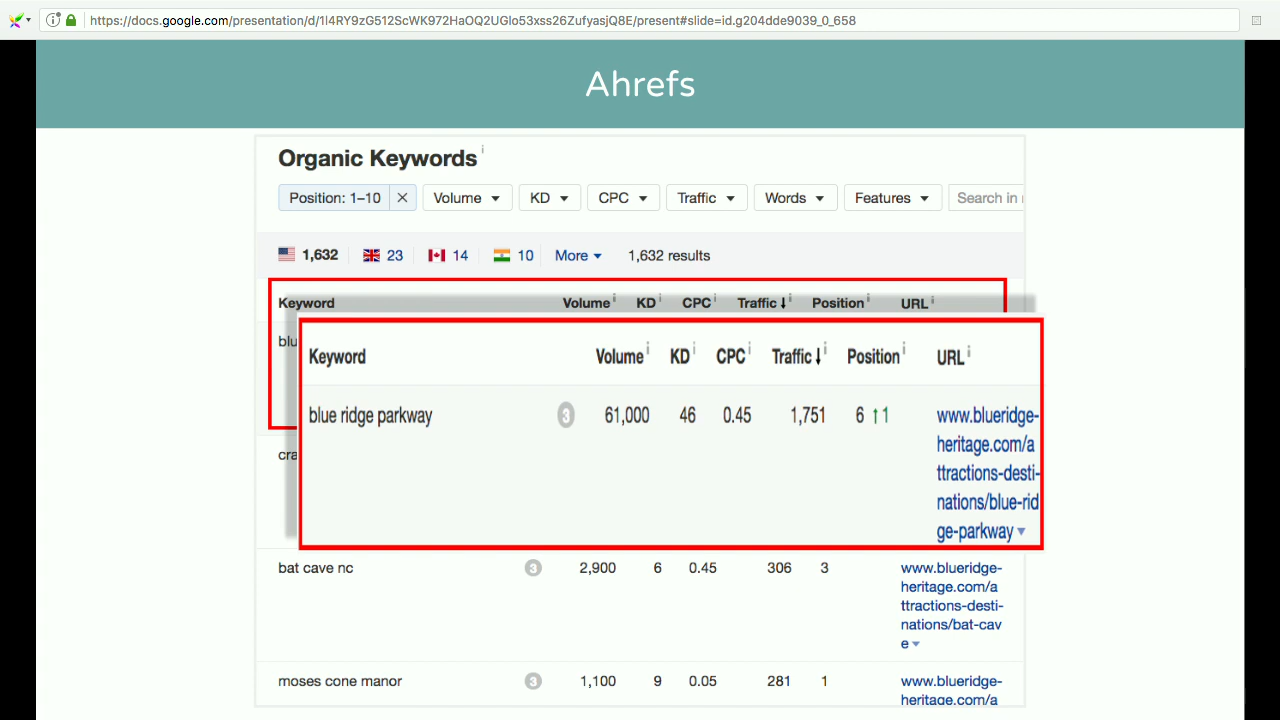 https://docs.google.com/presentation/d/1I4RY9zG512ScWK972haOQ2UGlo53xss26ZufyasjQ8E/present#slide=id.g204dde9039_0_658
Ahrefs
Organic Keywords i
Position: 1–10 Volume KD CPC Traffic Words Features Search in
1,632 23 14 10 More 1,632 results
Keyword Volume i KD i CPC i Traffic i Position i URL i
blu
Keyword Volume i KD i CPC i Traffic i Position i URL i
blue ridge parkway 3 61,000 46 0.45 1,751 6 ↑1 www.blueridge-
heritage.com/a
ttractions-desti-
nations/blue-rid
ge-parkway
cra
bat cave nc 3 2,900 6 0.45 306 3 www.blueridge-
heritage.com/a
ttractions-desti-
nations/bat-cav
e
moses cone manor 3 1,100 9 0.05 281 1 www.blueridge-
heritage.com/a